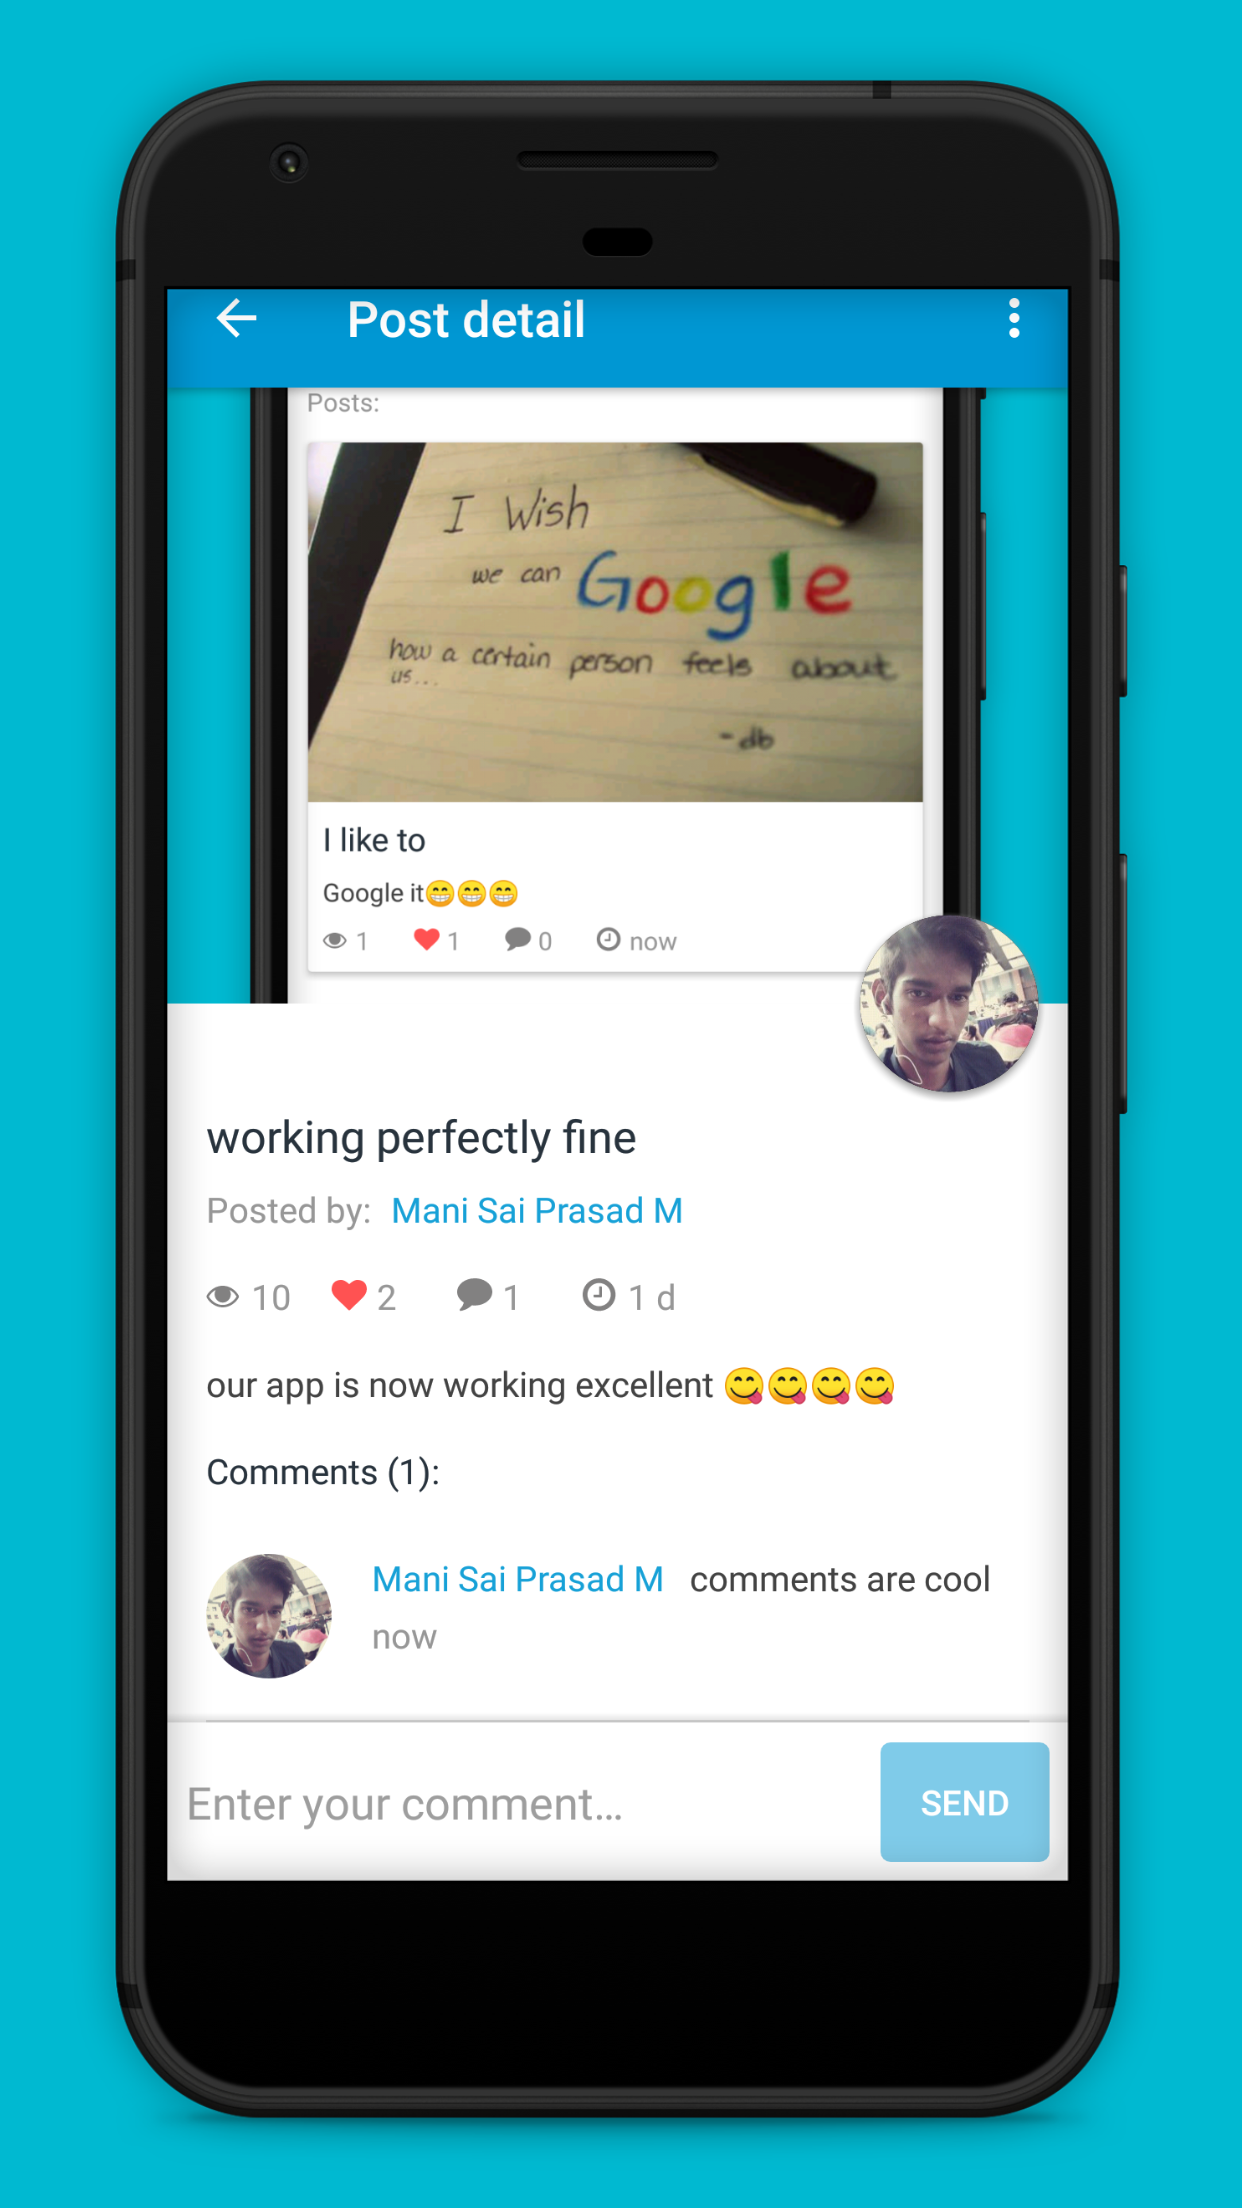 Post detail
Posts:
I Wish
we can Google
how a certain person feels about
us...
-db
I like to
Google it😁😁😁
1 1 0 now
working perfectly fine
Posted by: Mani Sai Prasad M
10 2 1 1 d
our app is now working excellent 😋😋😋😋
Comments (1):
Mani Sai Prasad M comments are cool
now
Enter your comment... SEND